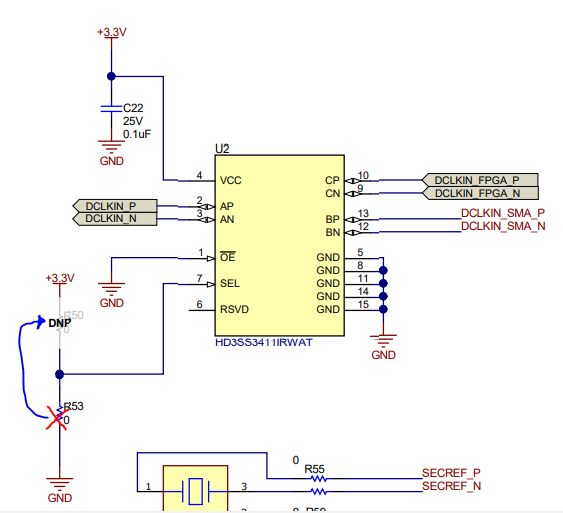 +3.3V
C22
25V
0.1uF
GND
U2
4 VCC CP 10 DCLKIN_FPGA_P
CN 9 DCLKIN_FPGA_N
DCLKIN_P 2 AP
DCLKIN_N 3 AN
BP 13 DCLKIN_SMA_P
BN 12 DCLKIN_SMA_N
1 OE GND 5
GND 8
7 SEL GND 11
GND 14
6 RSVD GND 15
HD3SS3411IRWAT
GND
GND
+3.3V
R50
DNP
0
R53
0
GND
0
R55
SECREF_P
1 3 SECREF_N